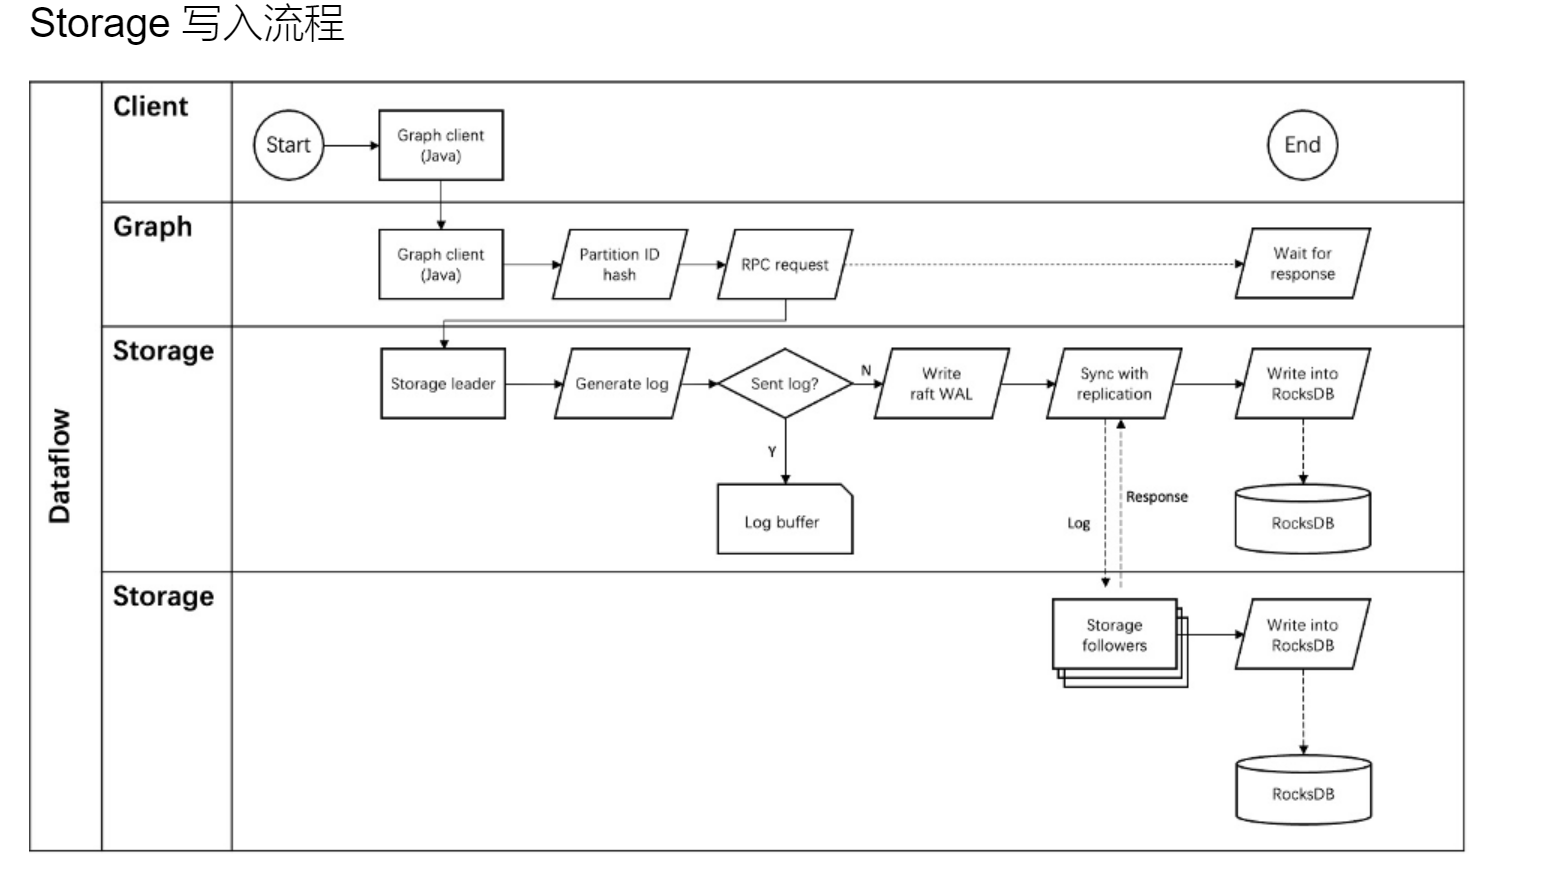 Storage 写入流程
Dataflow
Client
Start
Graph client
(Java)
End
Graph
Graph client
(Java)
Partition ID
hash
RPC request
Wait for
response
Storage
Storage leader
Generate log
Sent log?
N
Write
raft WAL
Sync with
replication
Write into
RocksDB
Y
Log buffer
Log
Response
RocksDB
Storage
Storage
followers
Write into
RocksDB
RocksDB